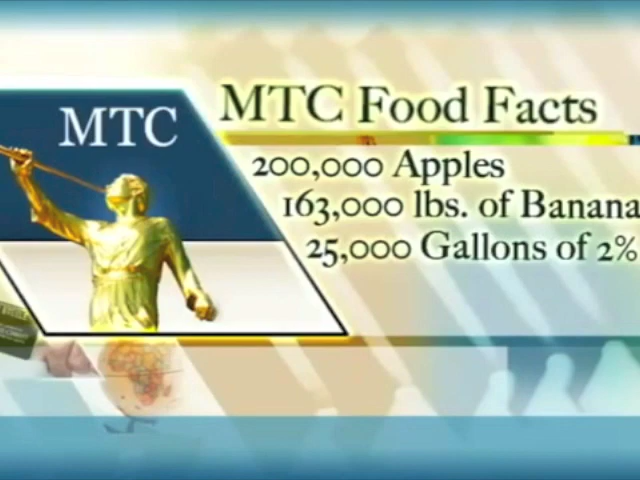 MTC
MTC Food Facts
200,000 Apples
163,000 lbs. of Banana
25,000 Gallons of 2%